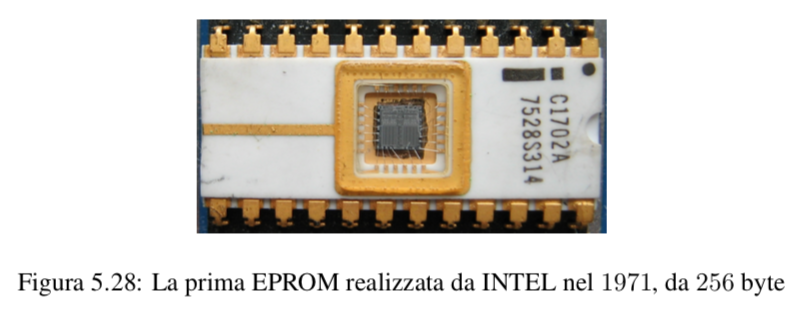 C1702A
7528S314
Figura 5.28: La prima EPROM realizzata da INTEL nel 1971, da 256 byte